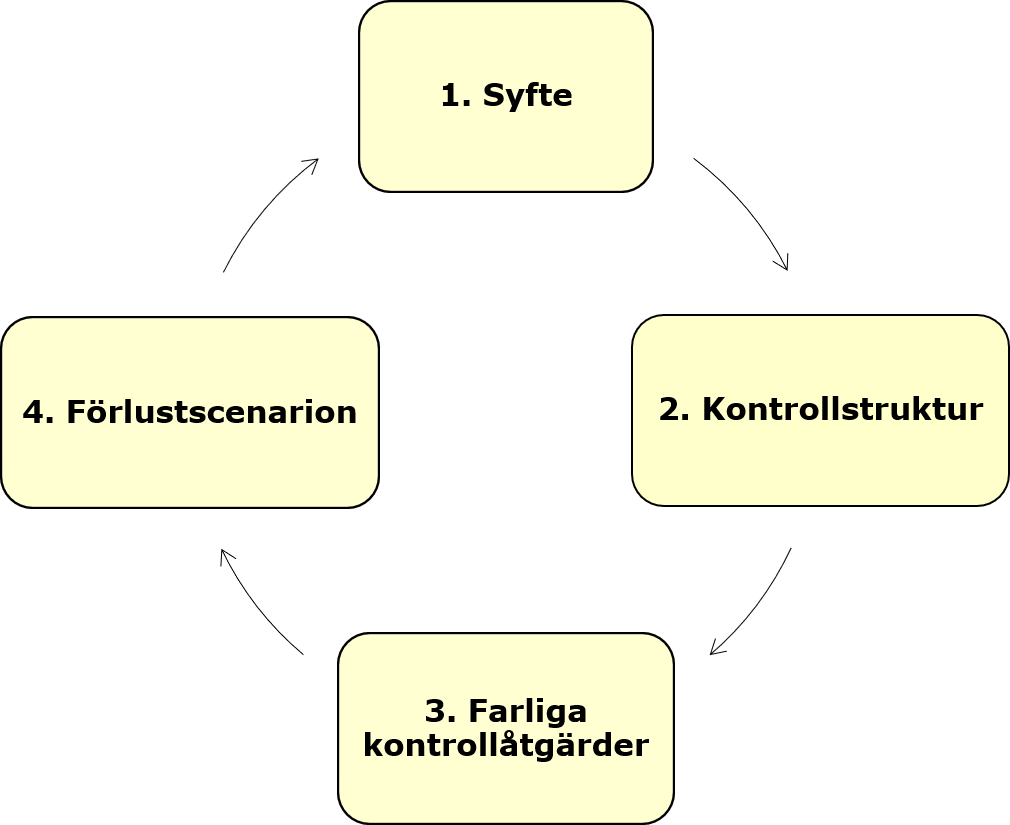 1. Syfte
2. Kontrollstruktur
3. Farliga
kontrollåtgärder
4. Förlustscenarion